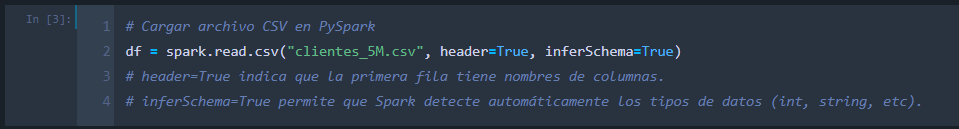 In [3]:
1 # Cargar archivo CSV en PySpark
2 df = spark.read.csv("clientes_5M.csv", header=True, inferSchema=True)
3 # header=True indica que la primera fila tiene nombres de columnas.
4 # inferSchema=True permite que Spark detecte automáticamente los tipos de datos (int, string, etc).